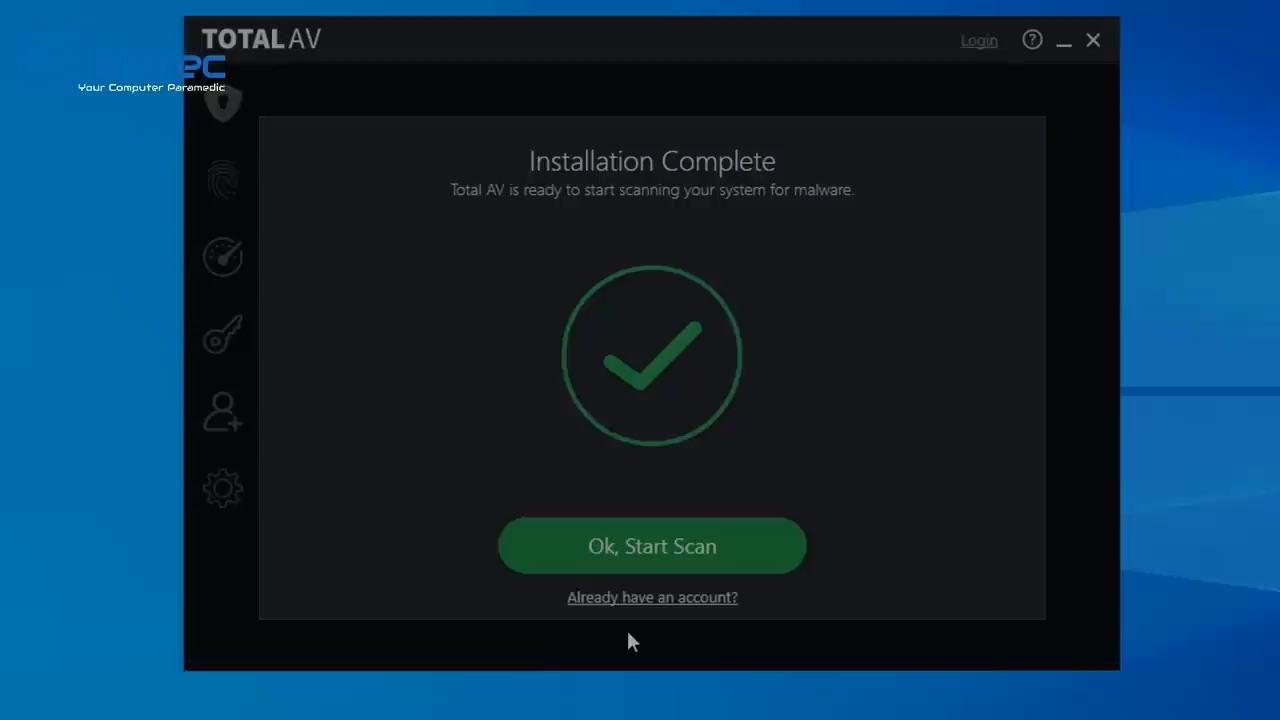 TOTAL AV
Login
Your Computer Paramedic
Installation Complete
Total AV is ready to start scanning your system for malware.
Ok, Start Scan
Already have an account?